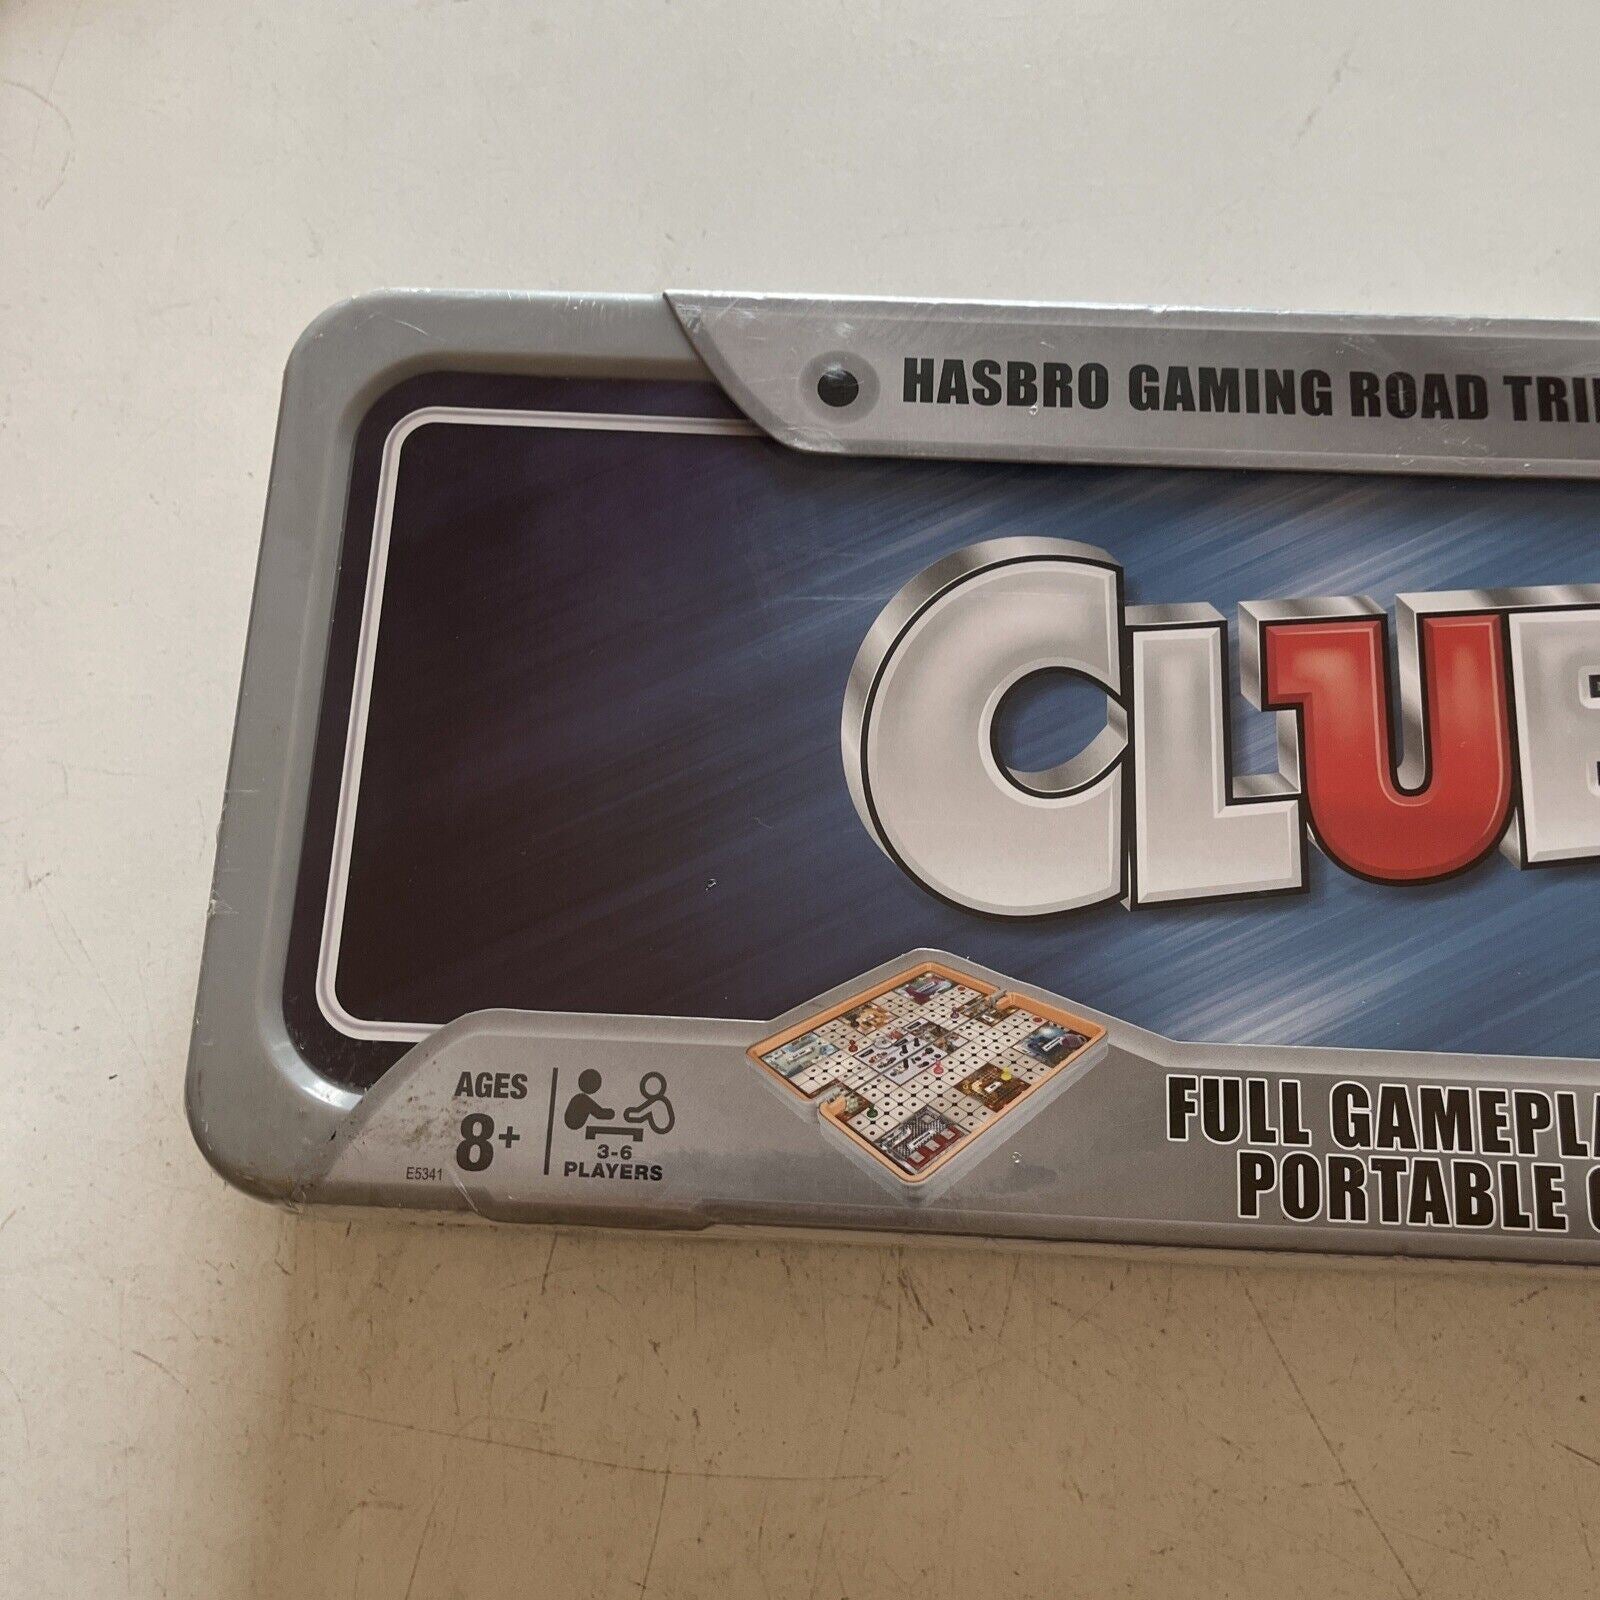 HASBRO GAMING ROAD TRI
CLUE
AGES
8+
3-6
PLAYERS
E5341
FULL GAMEPLA
PORTABLE